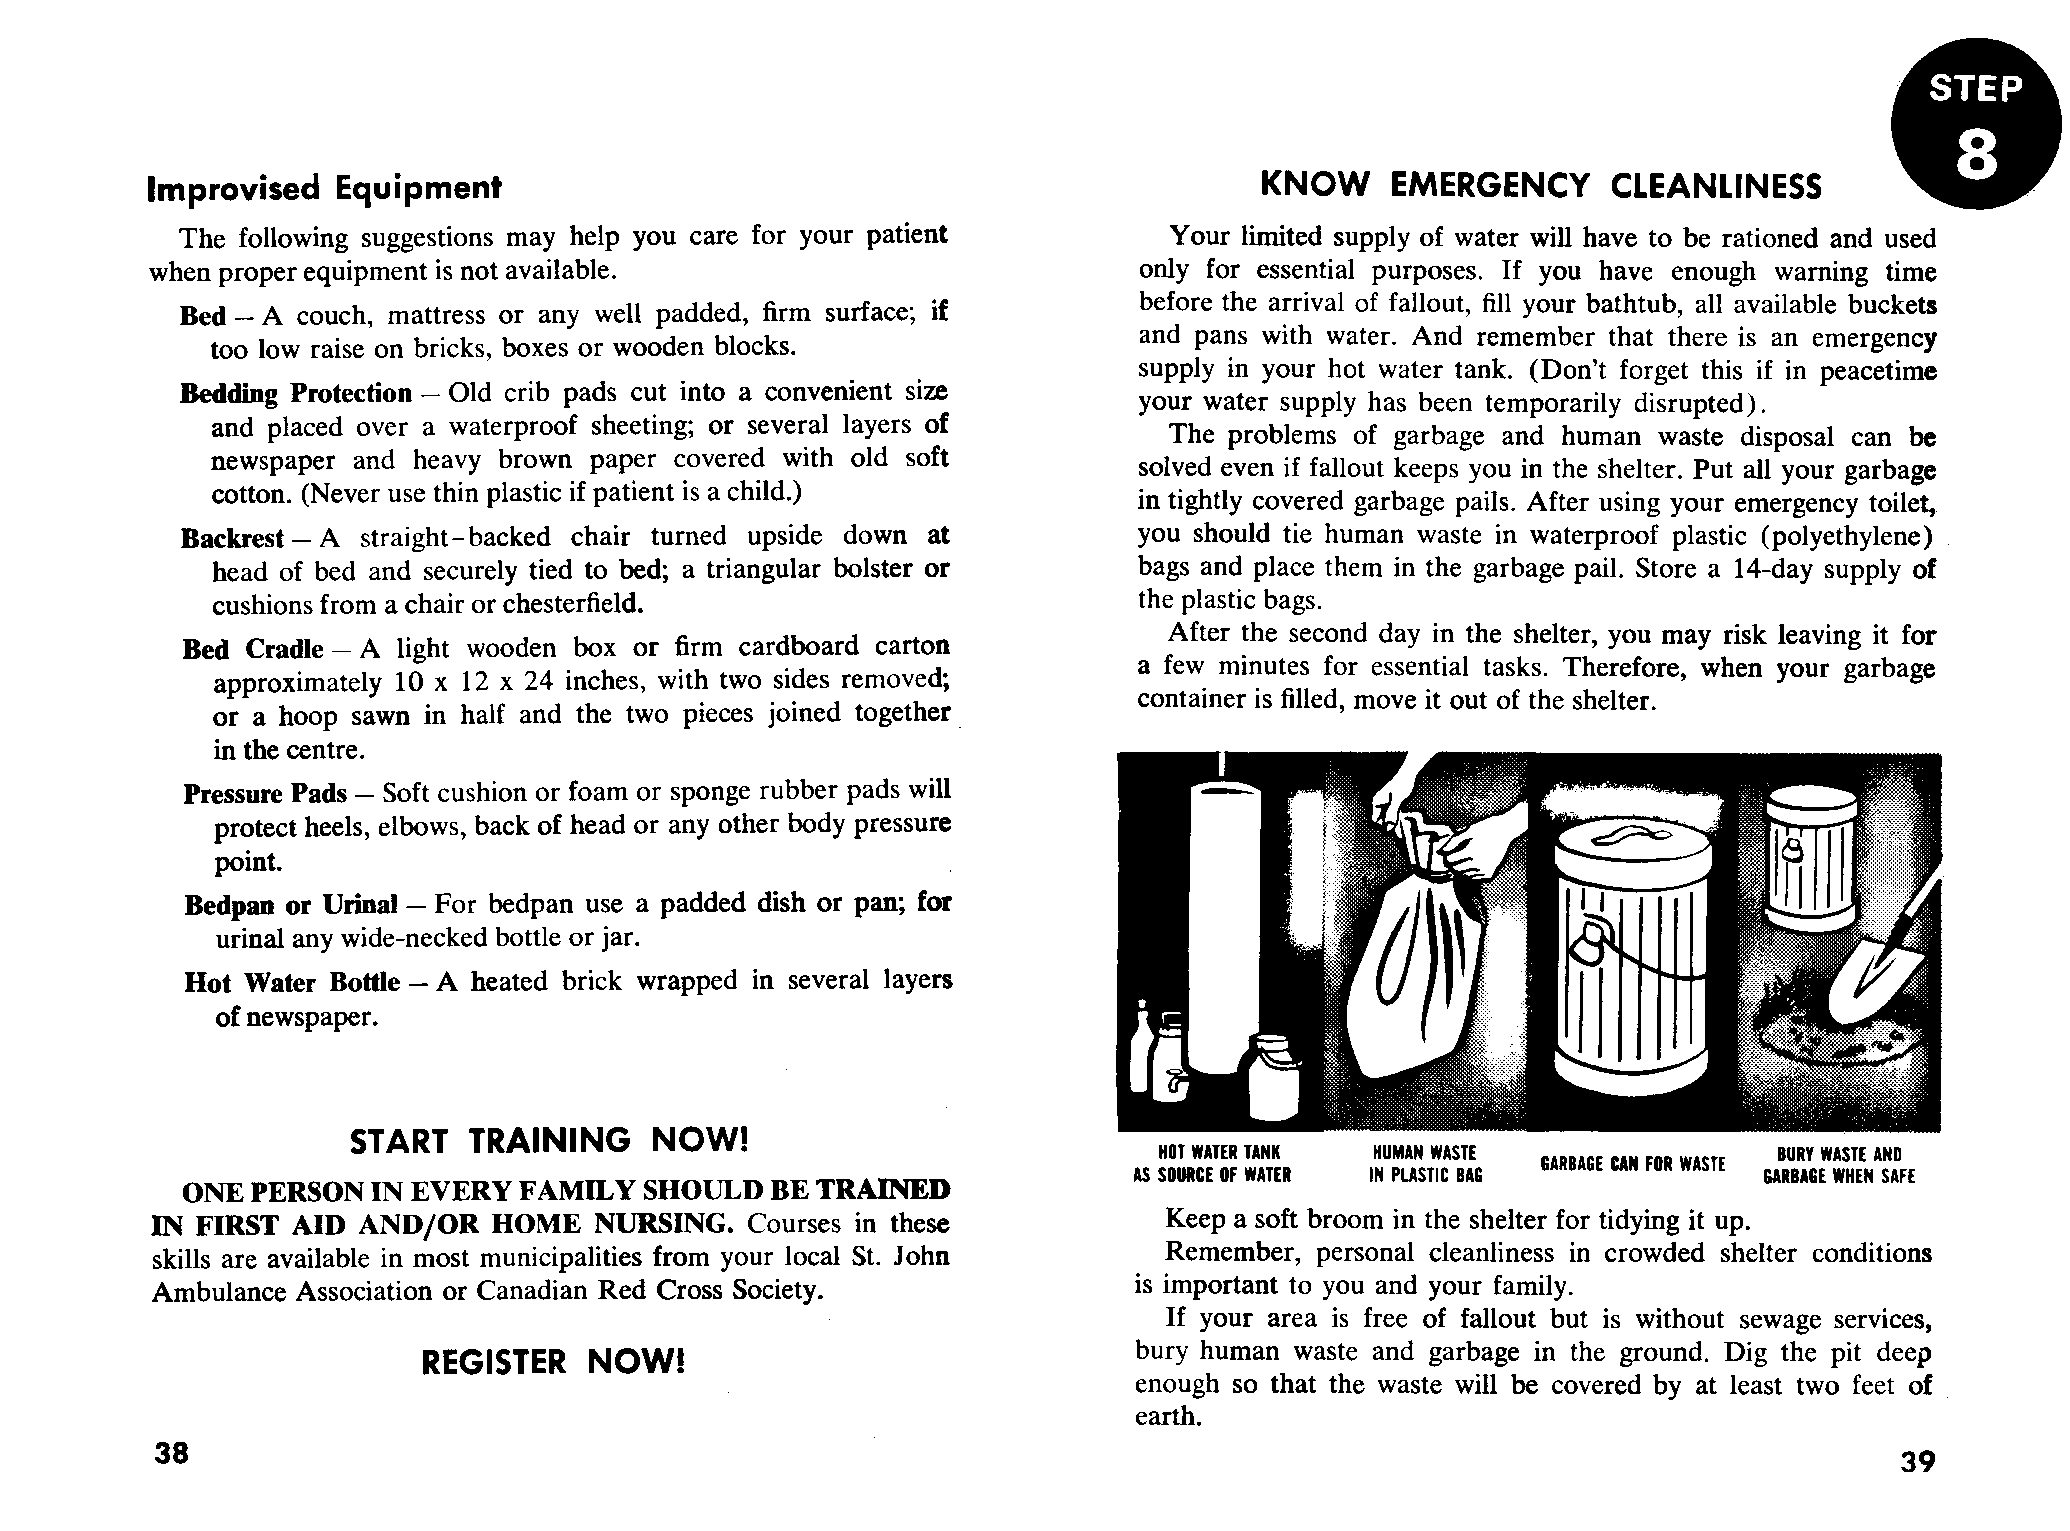 Improvised Equipment
The following suggestions may help you care for your patient
when proper equipment is not available.
Bed — A couch, mattress or any well padded, firm surface; if
too low raise on bricks, boxes or wooden blocks.
Bedding Protection — Old crib pads cut into a convenient size
and placed over a waterproof sheeting; or several layers of
newspaper and heavy brown paper covered with old soft
cotton. (Never use thin plastic if patient is a child.)
Backrest — A straight-backed chair turned upside down at
head of bed and securely tied to bed; a triangular bolster or
cushions from a chair or chesterfield.
Bed Cradle — A light wooden box or firm cardboard carton
approximately 10 x 12 x 24 inches, with two sides removed;
or a hoop sawn in half and the two pieces joined together
in the centre.
Pressure Pads — Soft cushion or foam or sponge rubber pads will
protect heels, elbows, back of head or any other body pressure
point.
Bedpan or Urinal — For bedpan use a padded dish or pan; for
urinal any wide-necked bottle or jar.
Hot Water Bottle — A heated brick wrapped in several layers
of newspaper.
START TRAINING NOW!
ONE PERSON IN EVERY FAMILY SHOULD BE TRAINED
IN FIRST AID AND/OR HOME NURSING. Courses in these
skills are available in most municipalities from your local St. John
Ambulance Association or Canadian Red Cross Society.
REGISTER NOW!
38
STEP
8
KNOW EMERGENCY CLEANLINESS
Your limited supply of water will have to be rationed and used
only for essential purposes. If you have enough warning time
before the arrival of fallout, fill your bathtub, all available buckets
and pans with water. And remember that there is an emergency
supply in your hot water tank. (Don't forget this if in peacetime
your water supply has been temporarily disrupted).
The problems of garbage and human waste disposal can be
solved even if fallout keeps you in the shelter. Put all your garbage
in tightly covered garbage pails. After using your emergency toilet,
you should tie human waste in waterproof plastic (polyethylene)
bags and place them in the garbage pail. Store a 14-day supply of
the plastic bags.
After the second day in the shelter, you may risk leaving it for
a few minutes for essential tasks. Therefore, when your garbage
container is filled, move it out of the shelter.
HOT WATER TANK
AS SOURCE OF WATER
HUMAN WASTE
IN PLASTIC BAG
GARBAGE CAN FOR WASTE
BURY WASTE AND
GARBAGE WHEN SAFE
Keep a soft broom in the shelter for tidying it up.
Remember, personal cleanliness in crowded shelter conditions
is important to you and your family.
If your area is free of fallout but is without sewage services,
bury human waste and garbage in the ground. Dig the pit deep
enough so that the waste will be covered by at least two feet of
earth.
39